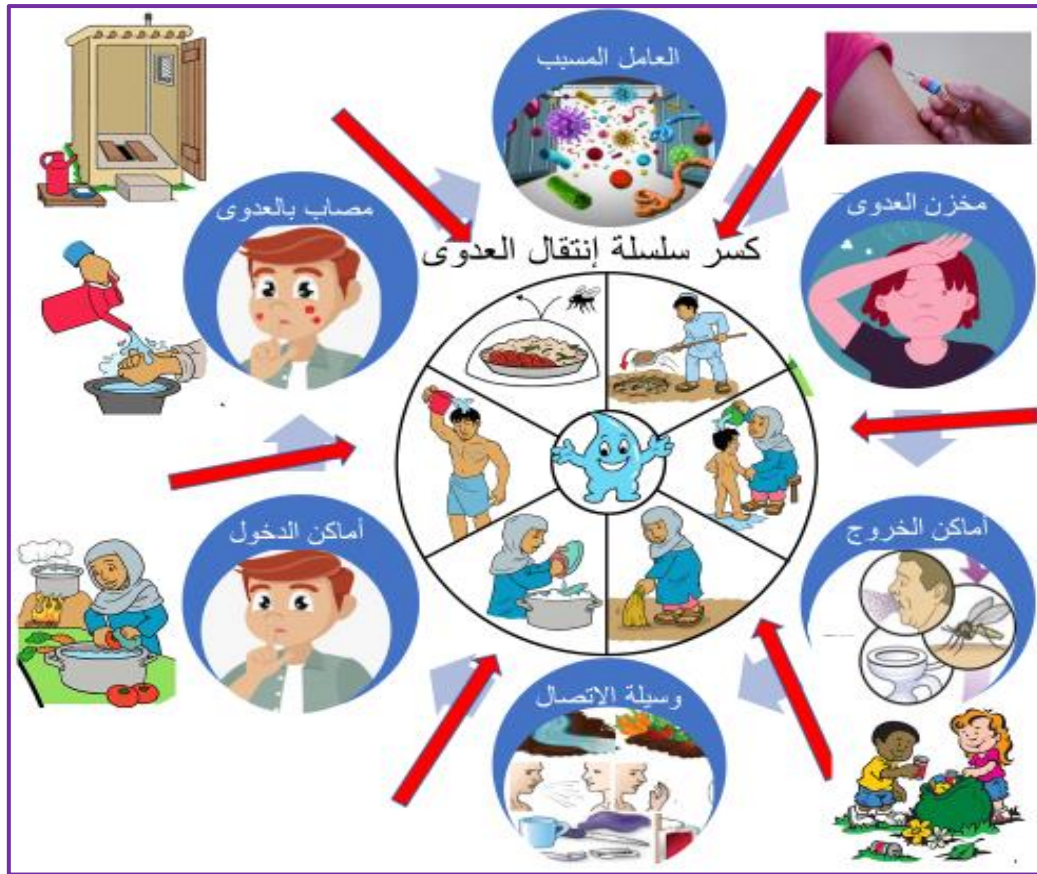 العامل المسبب
مخزن العدوى
مصاب بالعدوى
كسر سلسلة إنتقال العدوى
أماكن الخروج
أماكن الدخول
وسيلة الاتصال